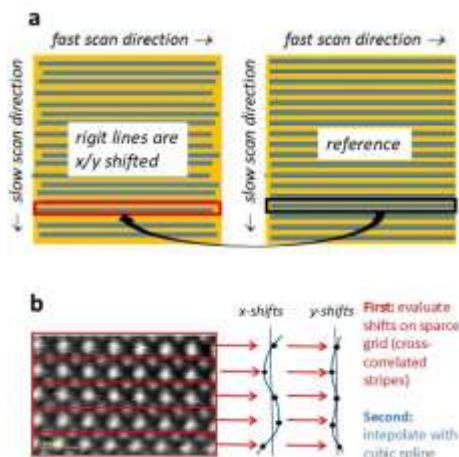 a
fast scan direction →
fast scan direction →
← slow scan direction
rigit lines are
x/y shifted
← slow scan direction
reference
b
x-shifts
y-shifts
First: evaluate
shifts on sparce
grid (cross-
correlated
stripes)
Second:
intepolate with
cubic spline